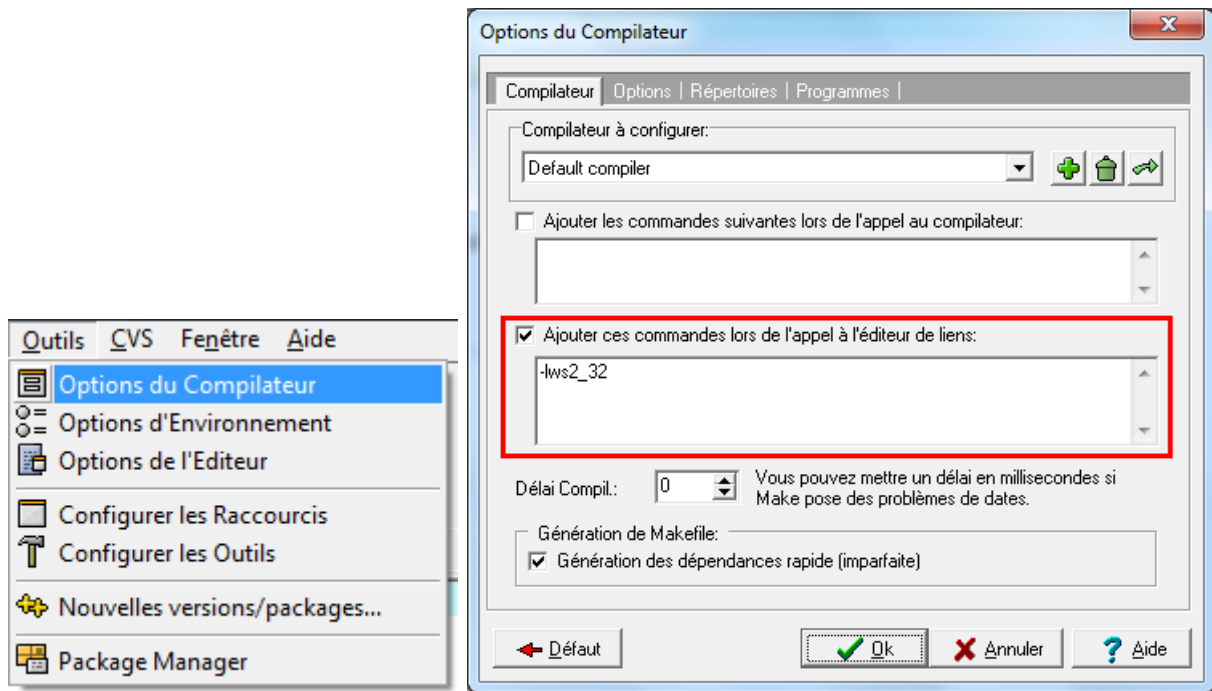 Outils CVS Fenêtre Aide
Options du Compilateur
Options d'Environnement
Options de l'Editeur
Configurer les Raccourcis
Configurer les Outils
Nouvelles versions/packages...
Package Manager
Options du Compilateur
Compilateur Options | Répertoires | Programmes |
Compilateur à configurer:
Default compiler
Ajouter les commandes suivantes lors de l'appel au compilateur:
Ajouter ces commandes lors de l'appel à l'éditeur de liens:
-lws2_32
Délai Compil.: 0 Vous pouvez mettre un délai en millisecondes si
Make pose des problèmes de dates.
Génération de Makefile:
Génération des dépendances rapide (imparfaite)
Défaut Ok Annuler ? Aide